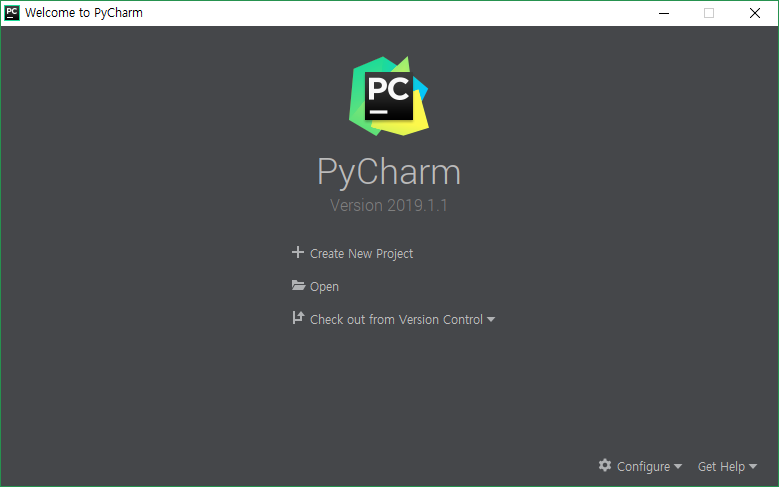 PC Welcome to PyCharm
PC
PyCharm
Version 2019.1.1
Create New Project
Open
Check out from Version Control
Configure Get Help